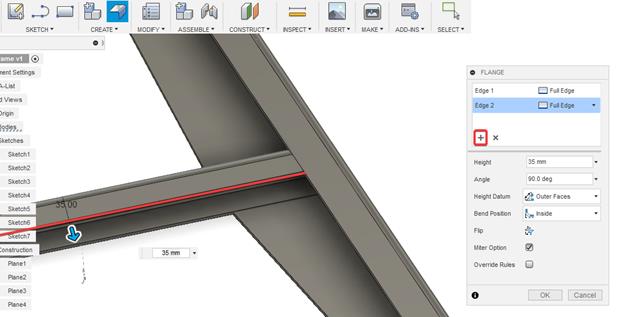 SKETCH ▾
CREATE ▾
MODIFY ▾
ASSEMBLE ▾
CONSTRUCT ▾
INSPECT ▾
INSERT ▾
MAKE ▾
ADD-INS ▾
SELECT ▾
ame v1
ment Settings
A-List
d Views
Origin
Bodies
Sketches
Sketch1
Sketch2
Sketch3
Sketch4
Sketch5
Sketch6
Sketch7
Construction
Plane1
Plane2
Plane3
Plane4
35.00
35 mm
FLANGE
Edge 1 Full Edge
Edge 2 Full Edge
Height 35 mm
Angle 90.0 deg
Height Datum Outer Faces
Bend Position Inside
Flip
Miter Option
Override Rules
OK Cancel